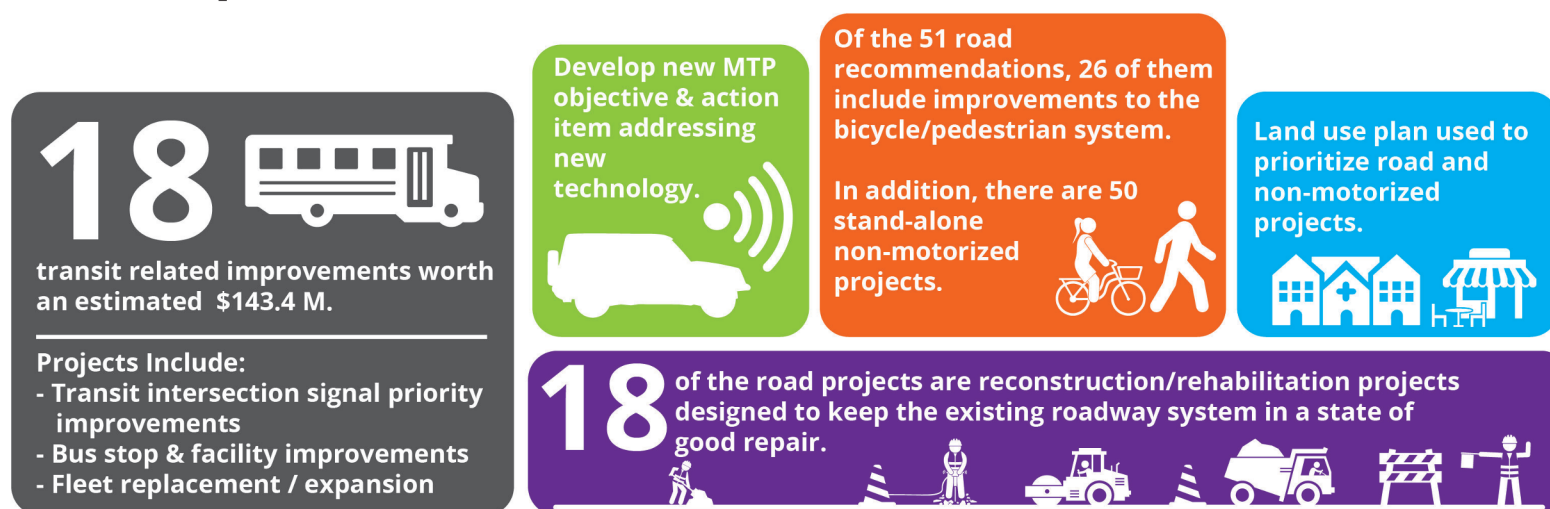 18
transit related improvements worth
an estimated $143.4 M.
Projects Include:
- Transit intersection signal priority
improvements
- Bus stop & facility improvements
- Fleet replacement / expansion
Develop new MTP
objective & action
item addressing
new
technology.
Of the 51 road
recommendations, 26 of them
include improvements to the
bicycle/pedestrian system.
In addition, there are 50
stand-alone
non-motorized
projects.
Land use plan used to
prioritize road and
non-motorized
projects.
18
of the road projects are reconstruction/rehabilitation projects
designed to keep the existing roadway system in a state of
good repair.